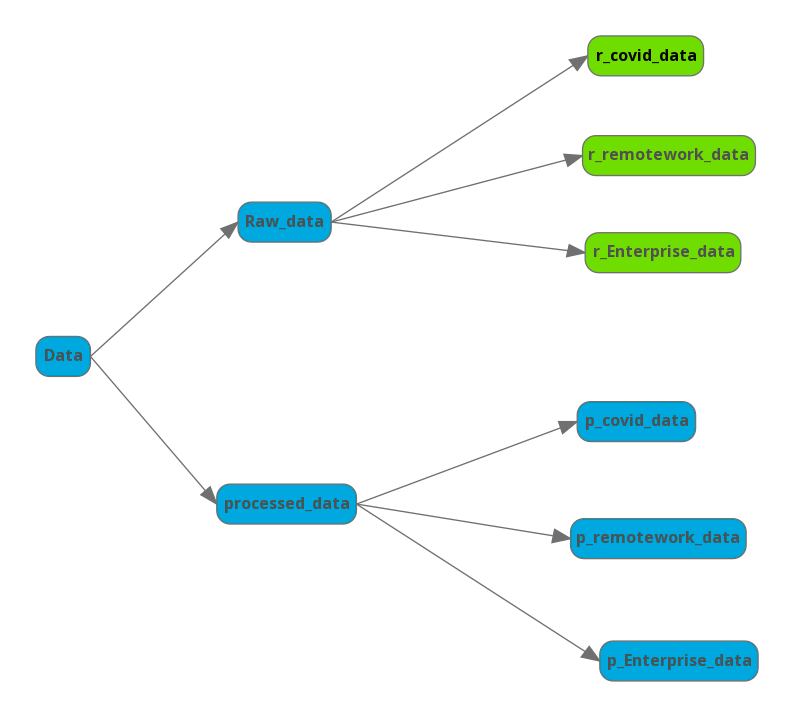 r_covid_data
r_remotework_data
Raw_data
r_Enterprise_data
Data
p_covid_data
processed_data
p_remotework_data
p_Enterprise_data